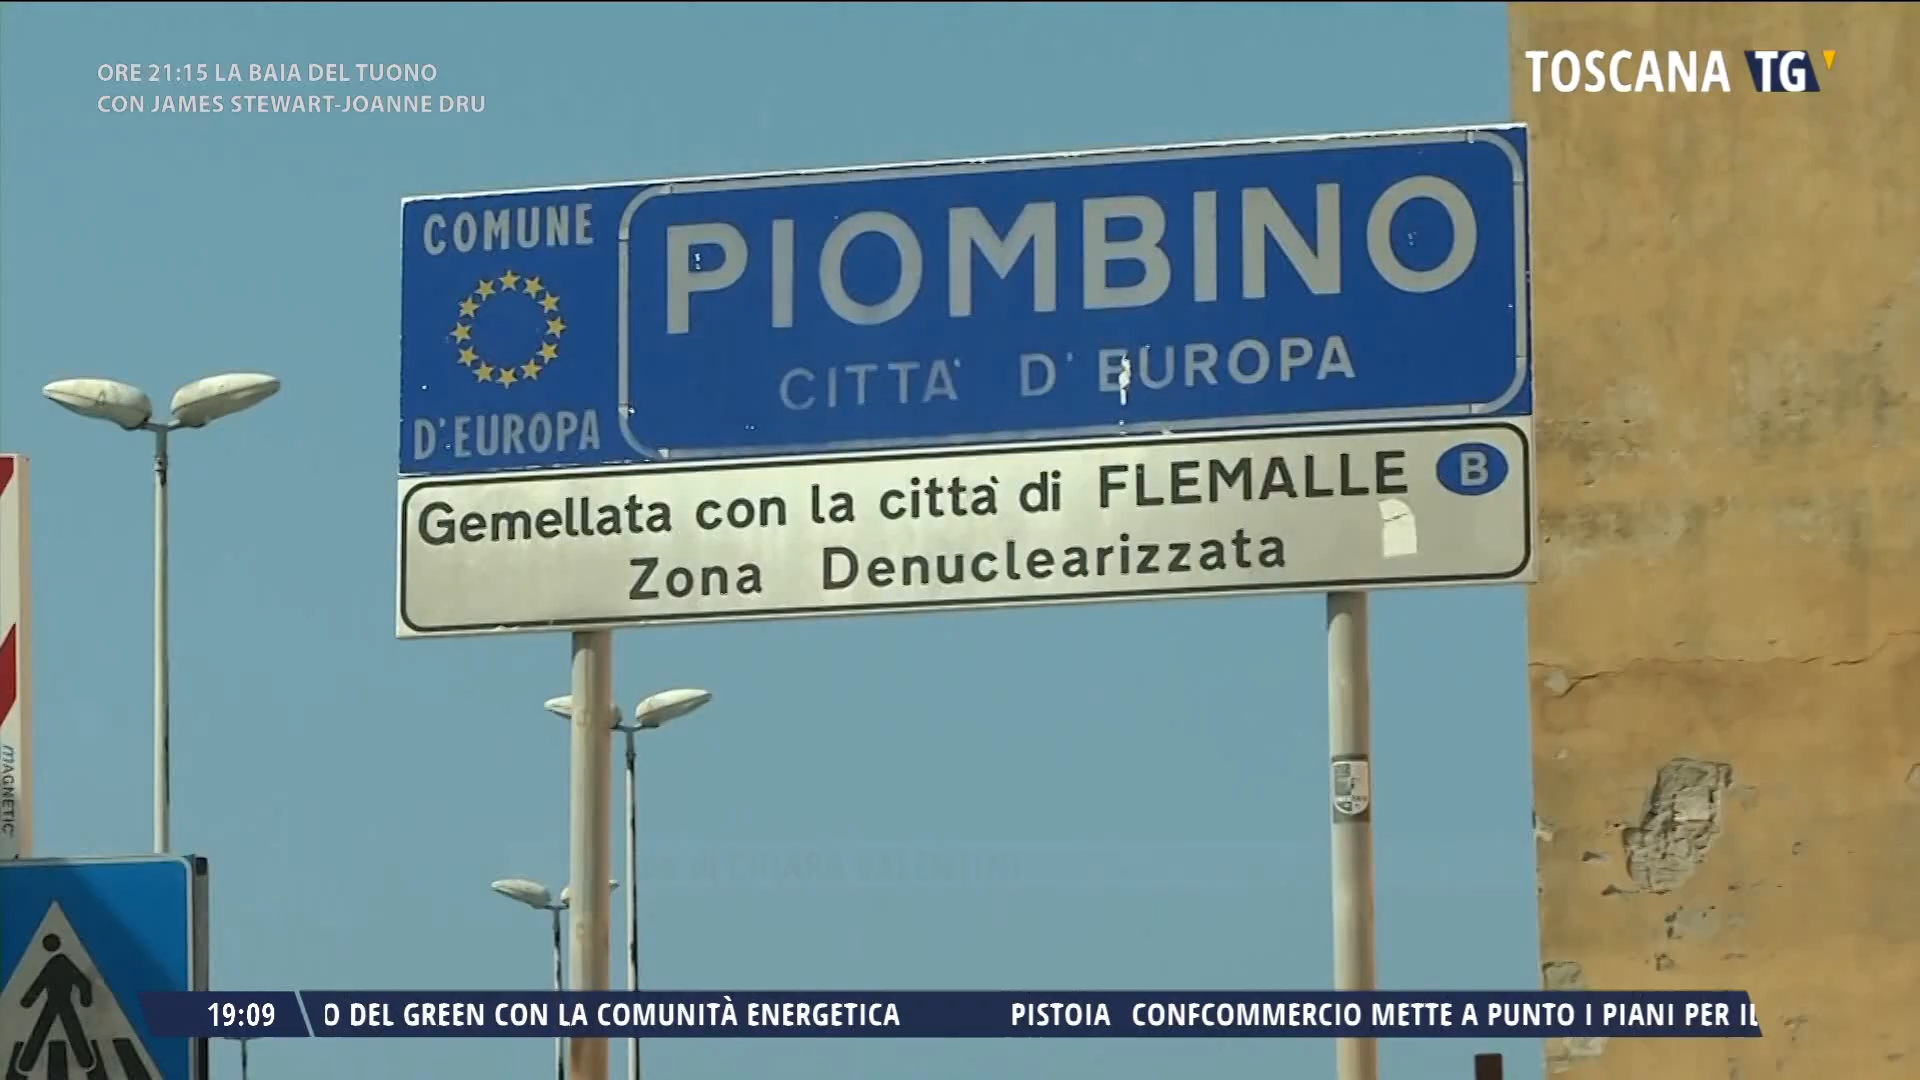 ORE 21:15 LA BAIA DEL TUONO
CON JAMES STEWART-JOANNE DRU
TOSCANA TG
COMUNE
D'EUROPA
PIOMBINO
CITTA' D'EUROPA
Gemellata con la città di FLEMALLE B
Zona Denuclearizzata
MAGNETIC
19:09 O DEL GREEN CON LA COMUNITÀ ENERGETICA PISTOIA CONFCOMMERCIO METTE A PUNTO I PIANI PER IL